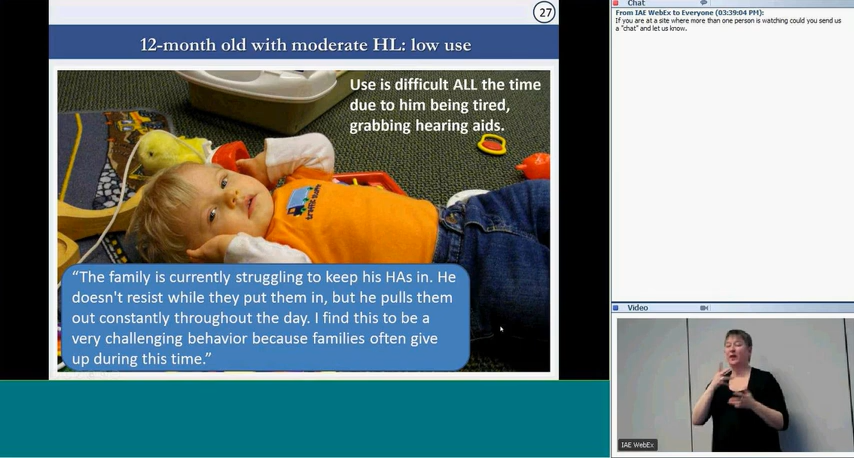 27
12-month old with moderate HL: low use
Use is difficult ALL the time
due to him being tired,
grabbing hearing aids.
“The family is currently struggling to keep his HAs in. He
doesn't resist while they put them in, but he pulls them
out constantly throughout the day. I find this to be a
very challenging behavior because families often give
up during this time.”
Chat
From IAE WebEx to Everyone (03:39:04 PM):
If you are at a site where more than one person is watching could you send us
a "chat" and let us know.
Video
IAE WebEx